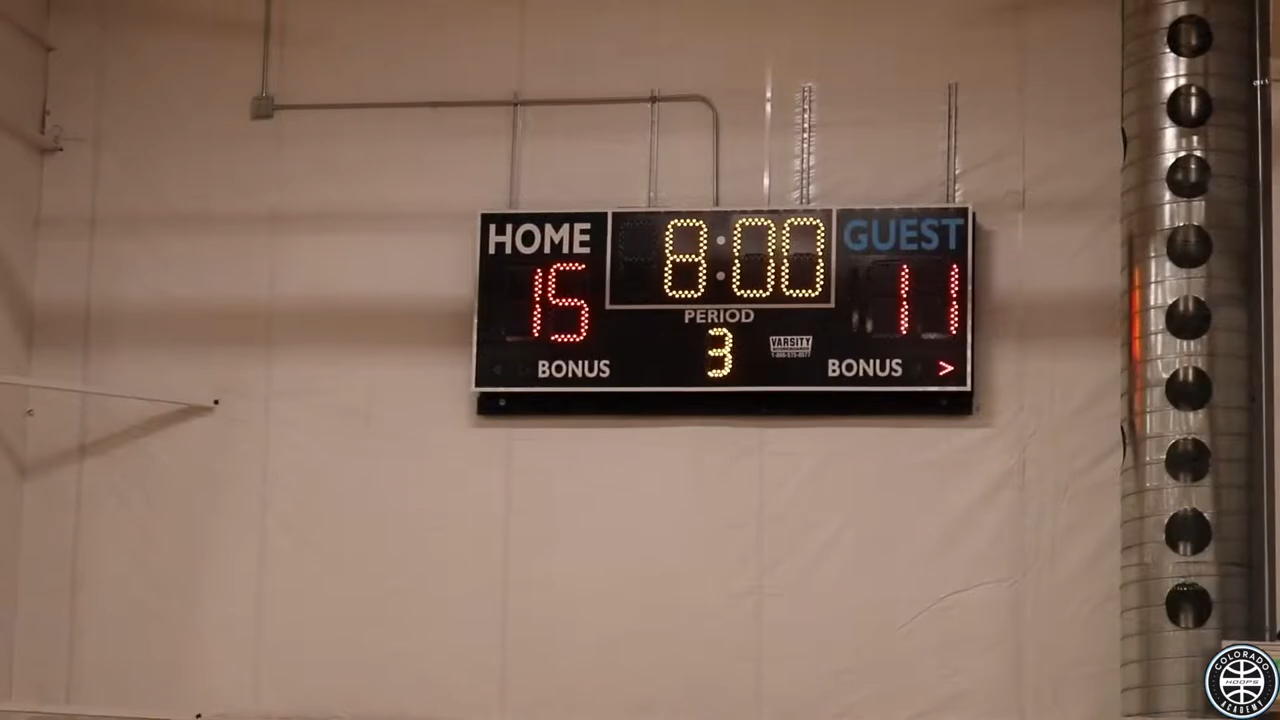 HOME 8:00 GUEST
15 11
PERIOD
3
VARSITY
BONUS BONUS >
COLORADO
HOOPS
ACADEMY